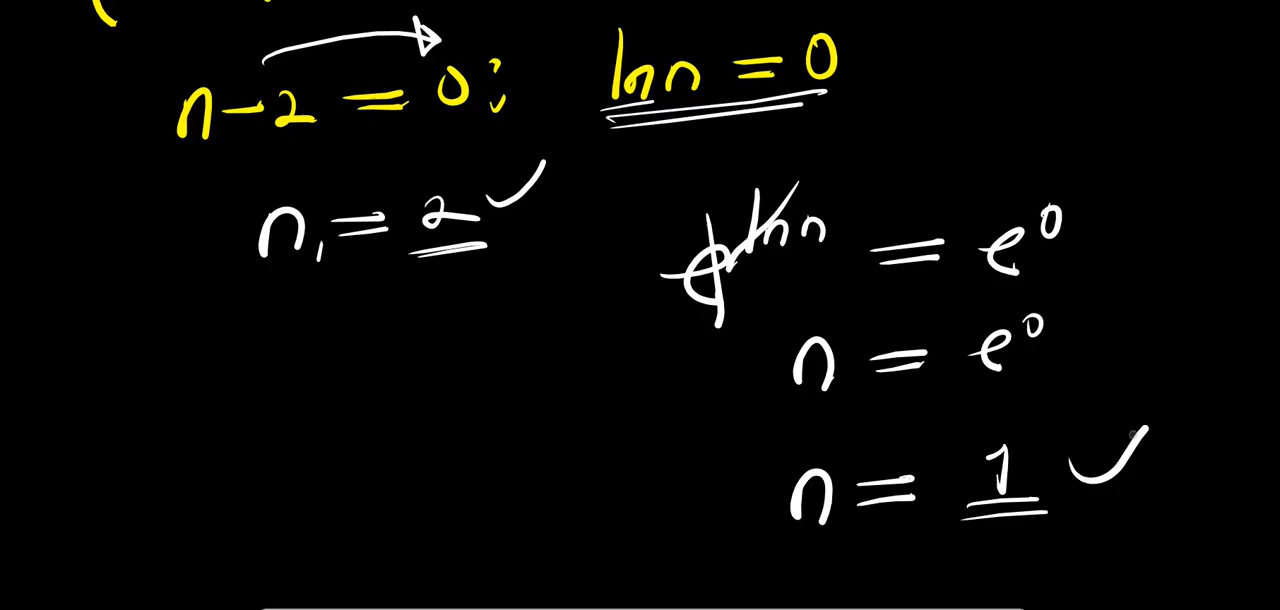 n-2=0; ln n = 0
n₁ = 2 ✓
e^ln n = e⁰
n = e⁰
n = 1 ✓